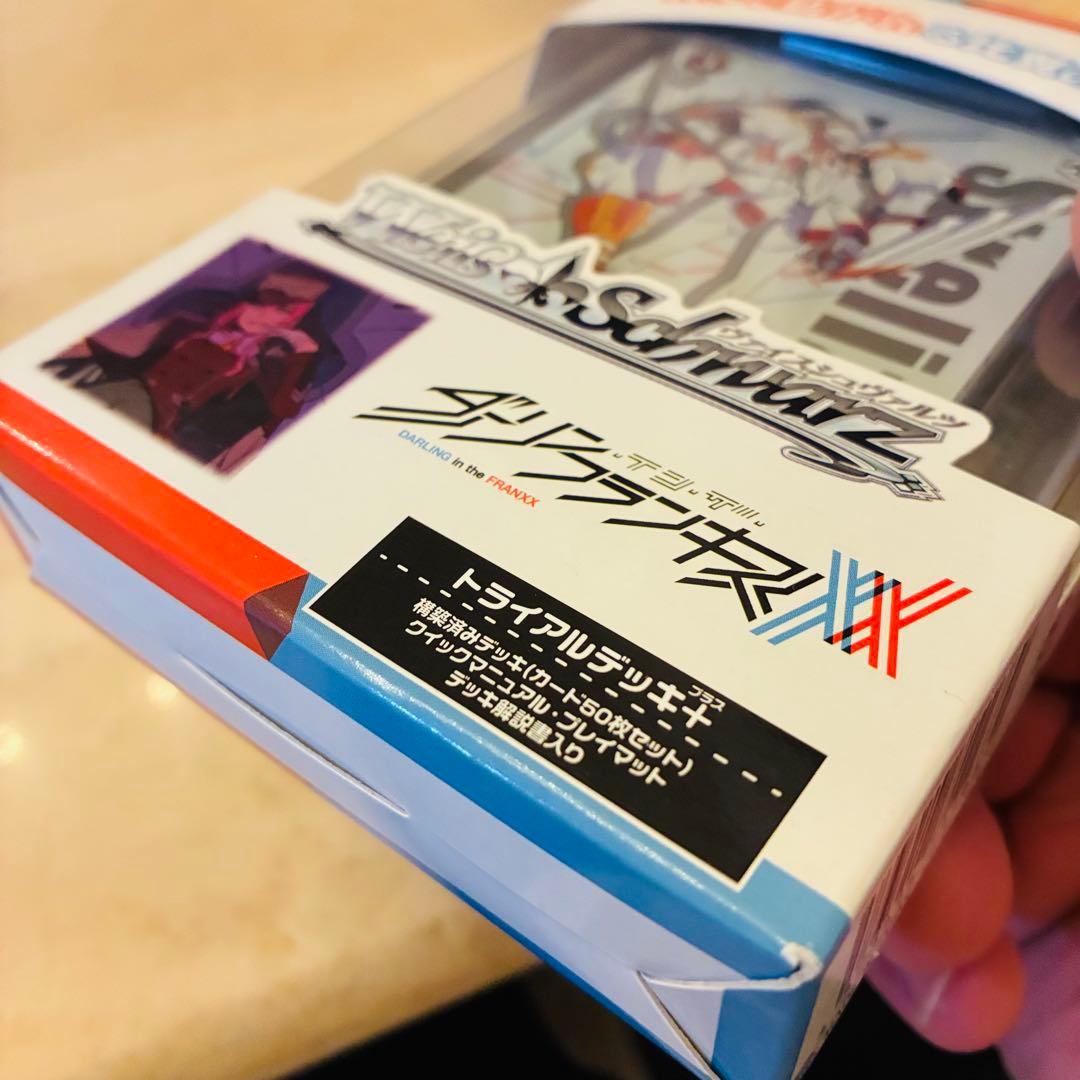 Weiß Schwarz
ヴァイスシュヴァルツ
ダーリン・イン・ザ・フランキス
DARLING in the FRANXX
トライアルデッキ+
プラス
構築済みデッキ(カード50枚セット)
クイックマニュアル・プレイマット
デッキ解説書入り